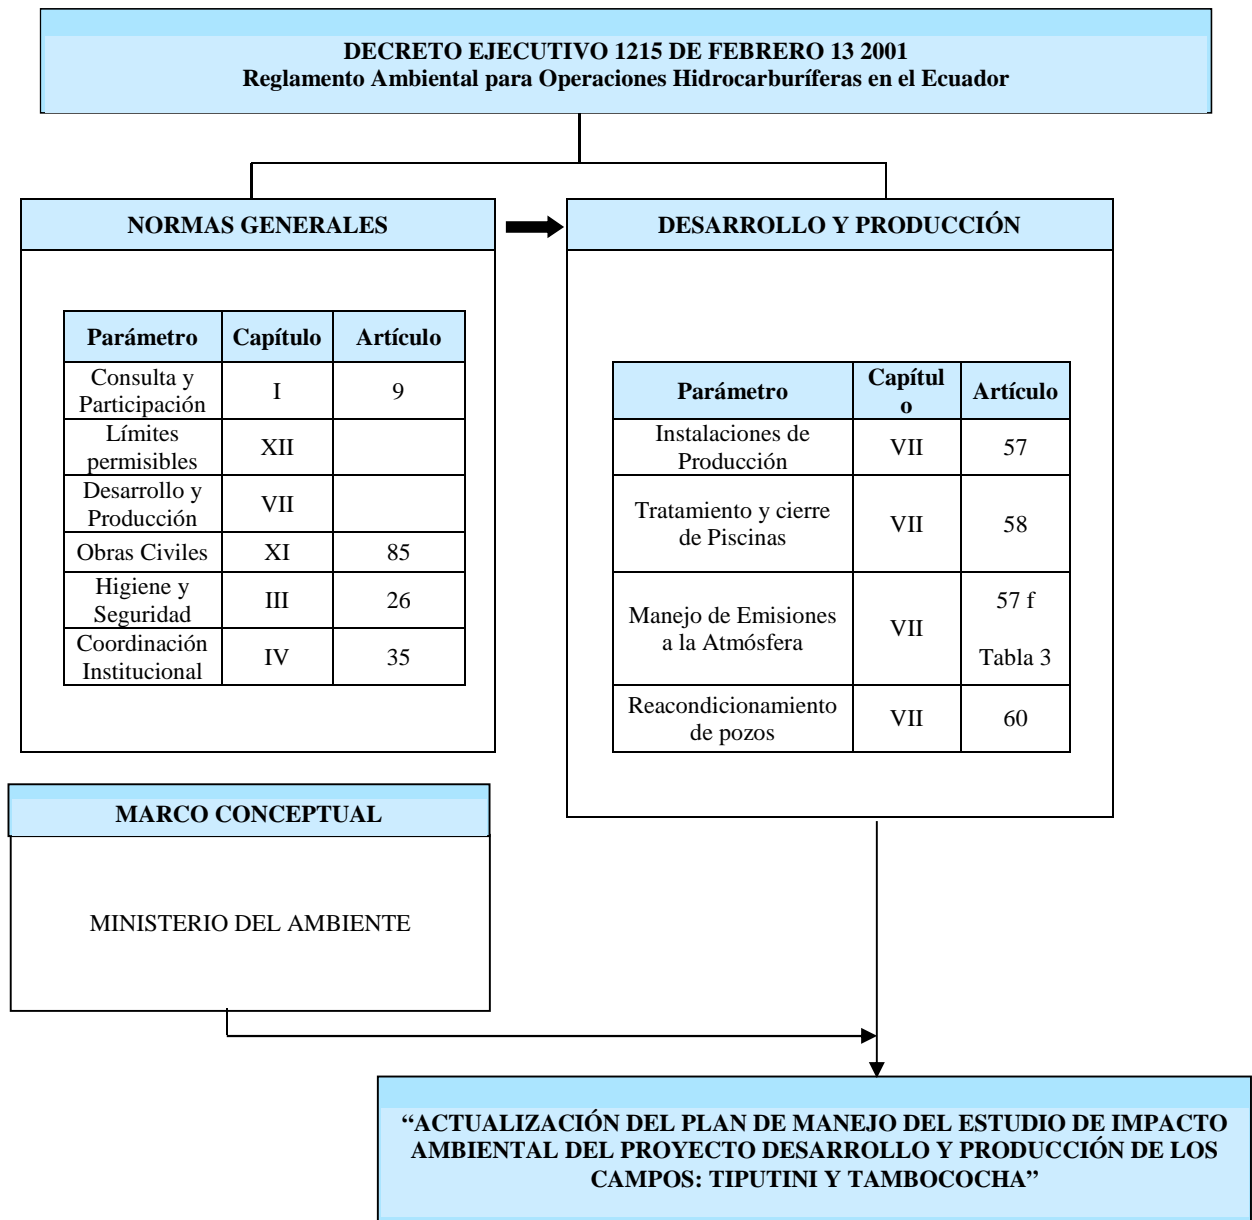 DECRETO EJECUTIVO 1215 DE FEBRERO 13 2001
Reglamento Ambiental para Operaciones Hidrocarburíferas en el Ecuador
NORMAS GENERALES
Parámetro Capítulo Artículo
Consulta y
Participación I 9
Límites
permisibles XII
Desarrollo y
Producción VII
Obras Civiles XI 85
Higiene y
Seguridad III 26
Coordinación
Institucional IV 35
DESARROLLO Y PRODUCCIÓN
Parámetro Capítul
o Artículo
Instalaciones de
Producción VII 57
Tratamiento y cierre
de Piscinas VII 58
Manejo de Emisiones
a la Atmósfera VII 57 f
Tabla 3
Reacondicionamiento
de pozos VII 60
MARCO CONCEPTUAL
MINISTERIO DEL AMBIENTE
“ACTUALIZACIÓN DEL PLAN DE MANEJO DEL ESTUDIO DE IMPACTO
AMBIENTAL DEL PROYECTO DESARROLLO Y PRODUCCIÓN DE LOS
CAMPOS: TIPUTINI Y TAMBOCOCHA”